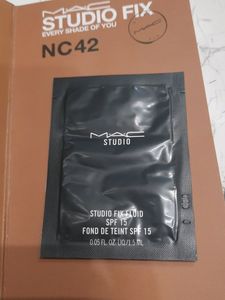 MAC
STUDIO FIX
EVERY SHADE OF YOU
NC42
MAC
STUDIO
STUDIO FIX FLUID
SPF 15
FOND DE TEINT SPF 15
0.05 FL. OZ. LIQ./1.5 ML